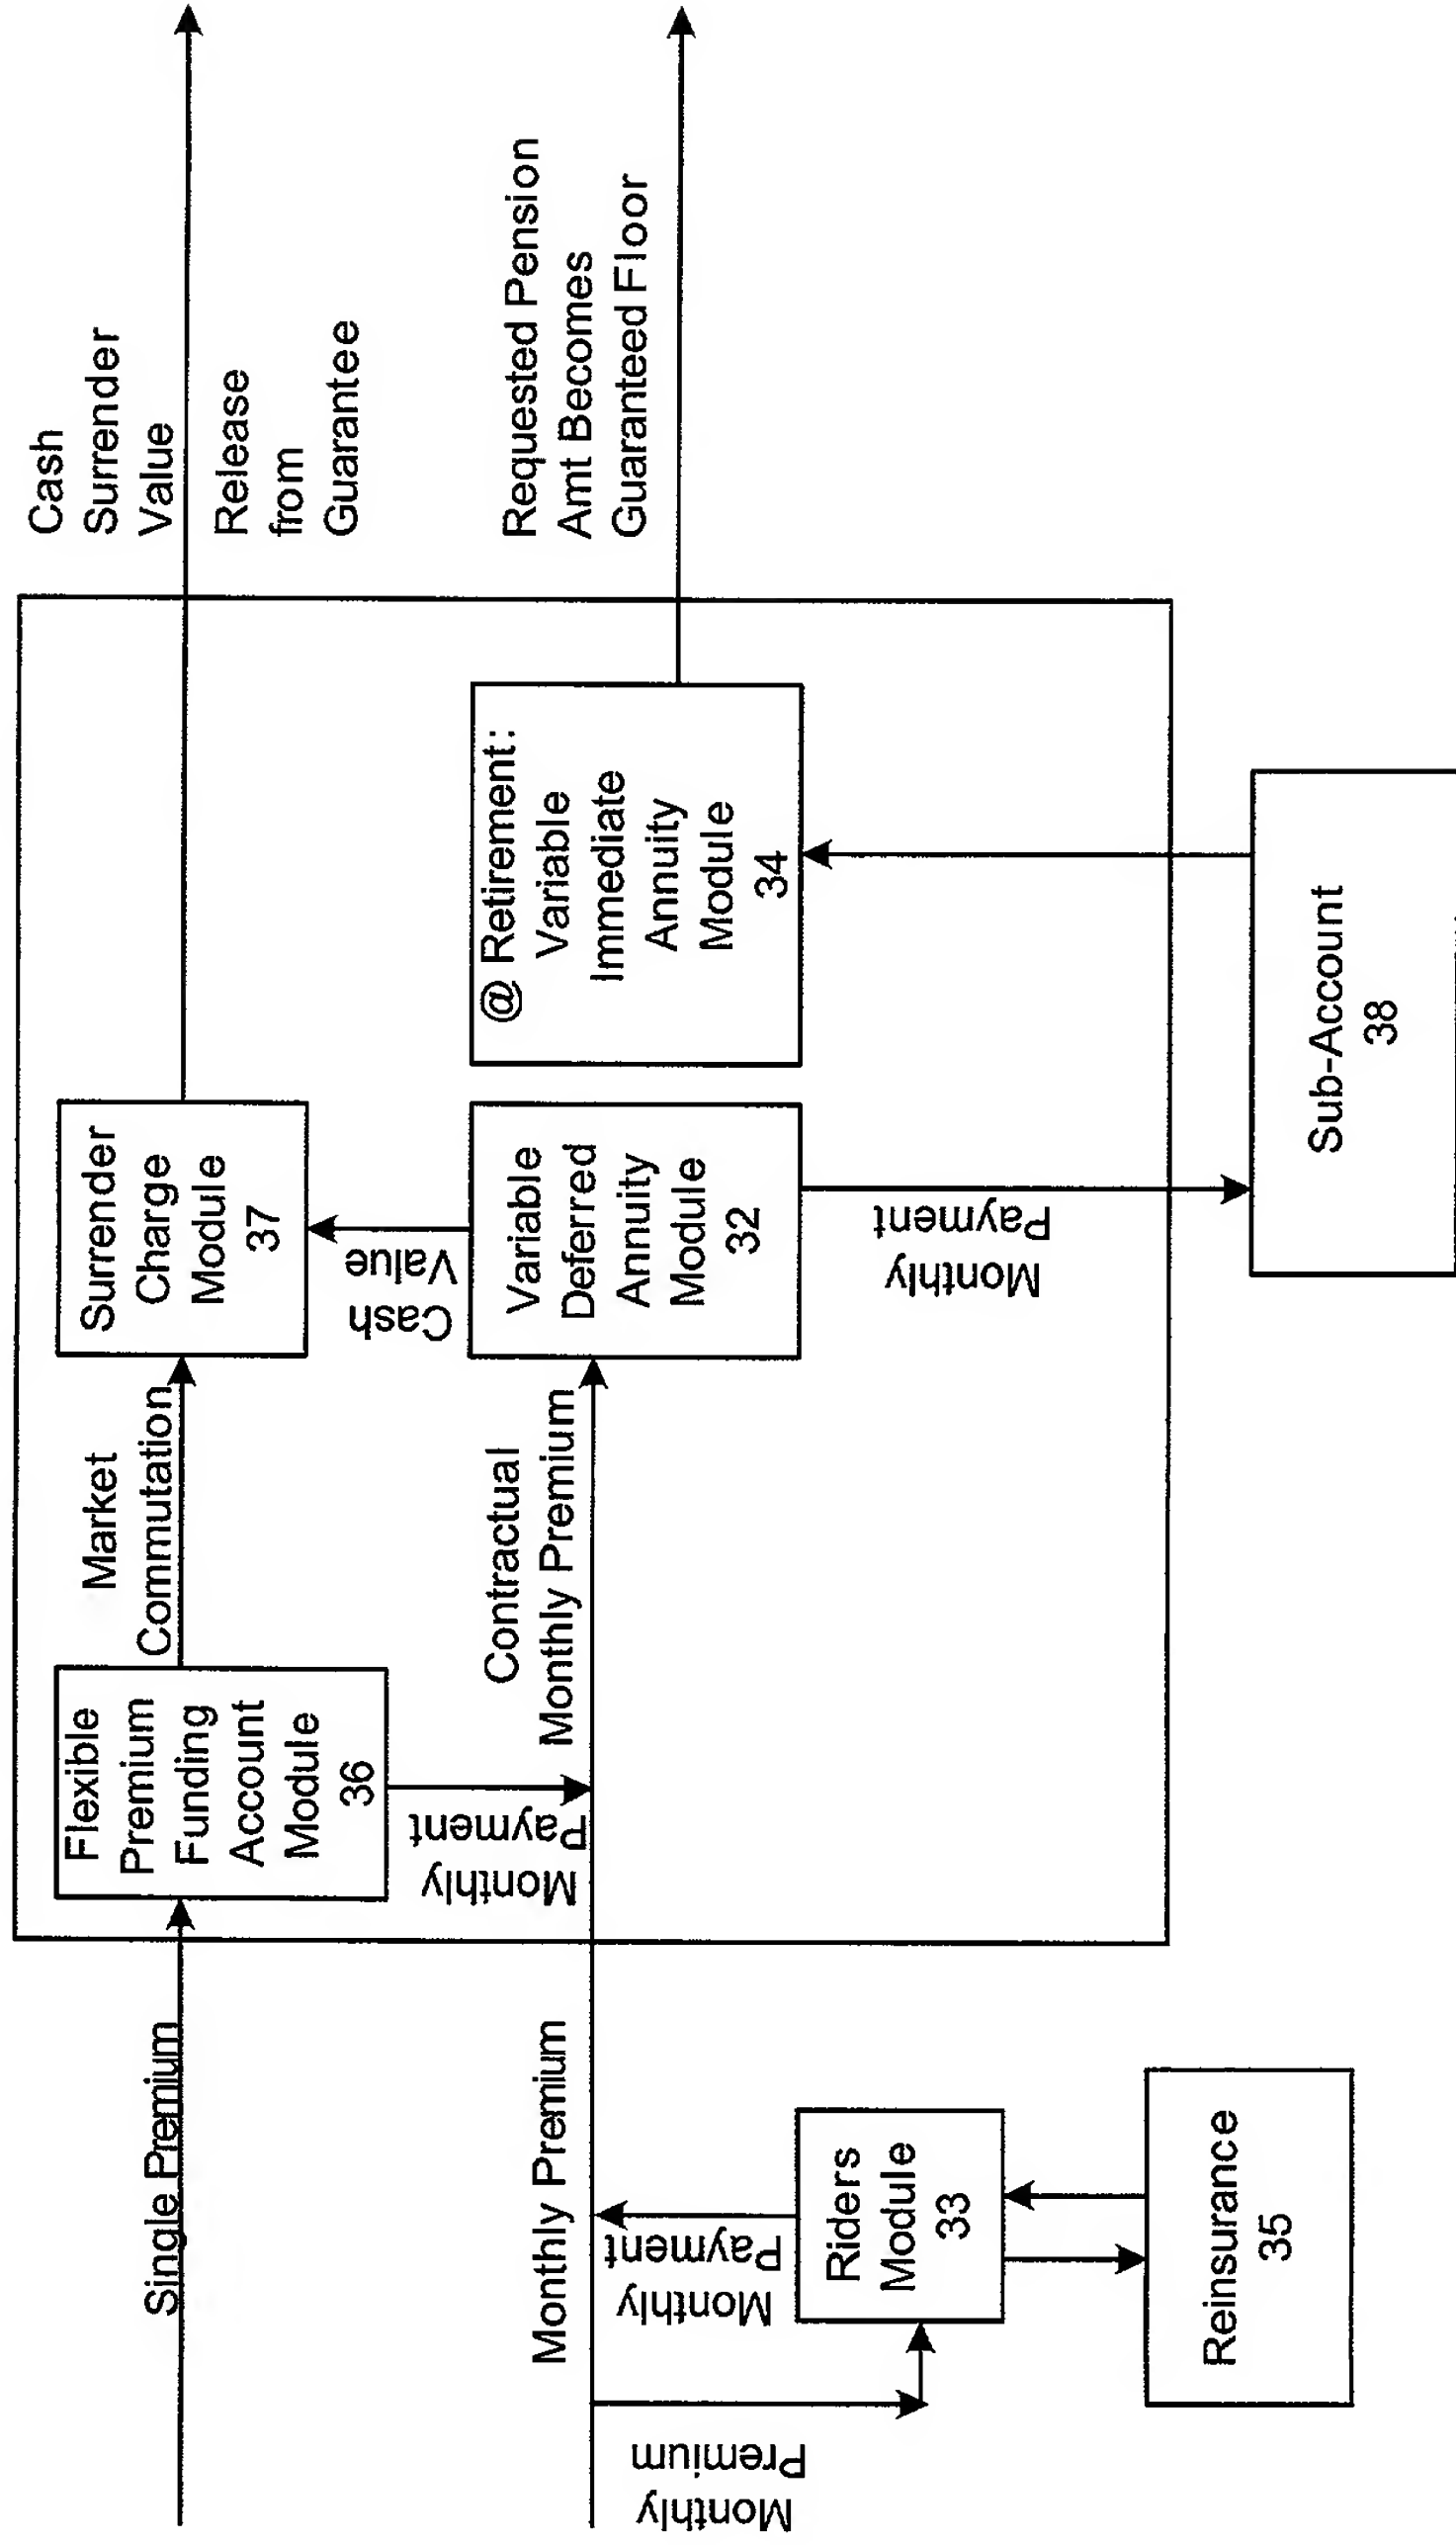 Cash
Surrender
Value
Release
from
Guarantee
Requested Pension
Amt Becomes
Guaranteed Floor
Surrender
Charge
Module
37
@ Retirement:
Variable
Immediate
Annuity
Module
34
Cash
Value
Variable
Deferred
Annuity
Module
32
Monthly
Payment
Sub-Account
38
Market
Commutation
Contractual
Monthly Premium
Flexible
Premium
Funding
Account
Module
36
Monthly
Payment
Single Premium
Monthly Premium
Monthly
Payment
Riders
Module
33
Reinsurance
35
Monthly
Premium